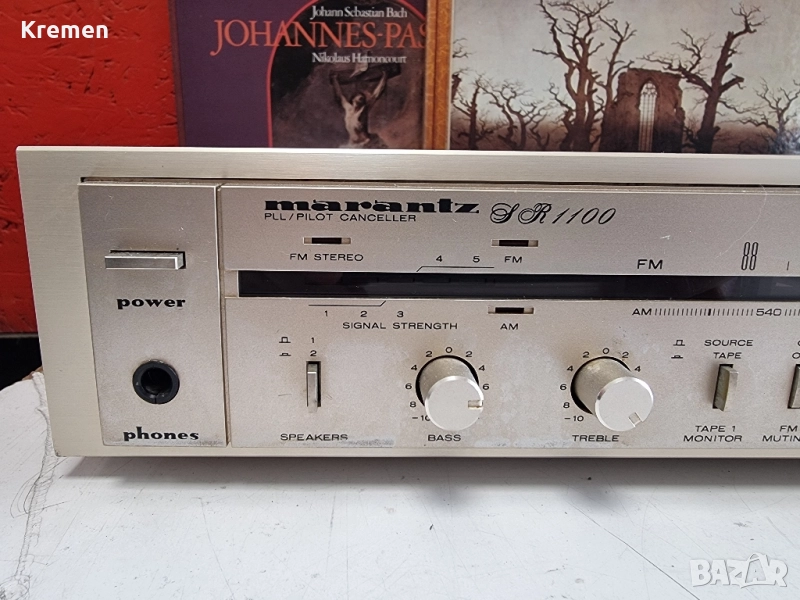 Kremen
Johann Sebastian Bach
JOHANNES-PAS
Nikolaus Harnoncourt
marantz SR1100
PLL/PILOT CANCELLER
FM STEREO
4 5
FM
FM 88
power
1 2 3
SIGNAL STRENGTH
AM
AM 540
1
2
SPEAKERS
2 0 2
4 4
6 6
8 8
-10 10
BASS
2 0 2
4 4
6 6
8 8
-10 10
TREBLE
SOURCE
TAPE
TAPE 1
MONITOR
FM
MUTIN
phones
BAZAR